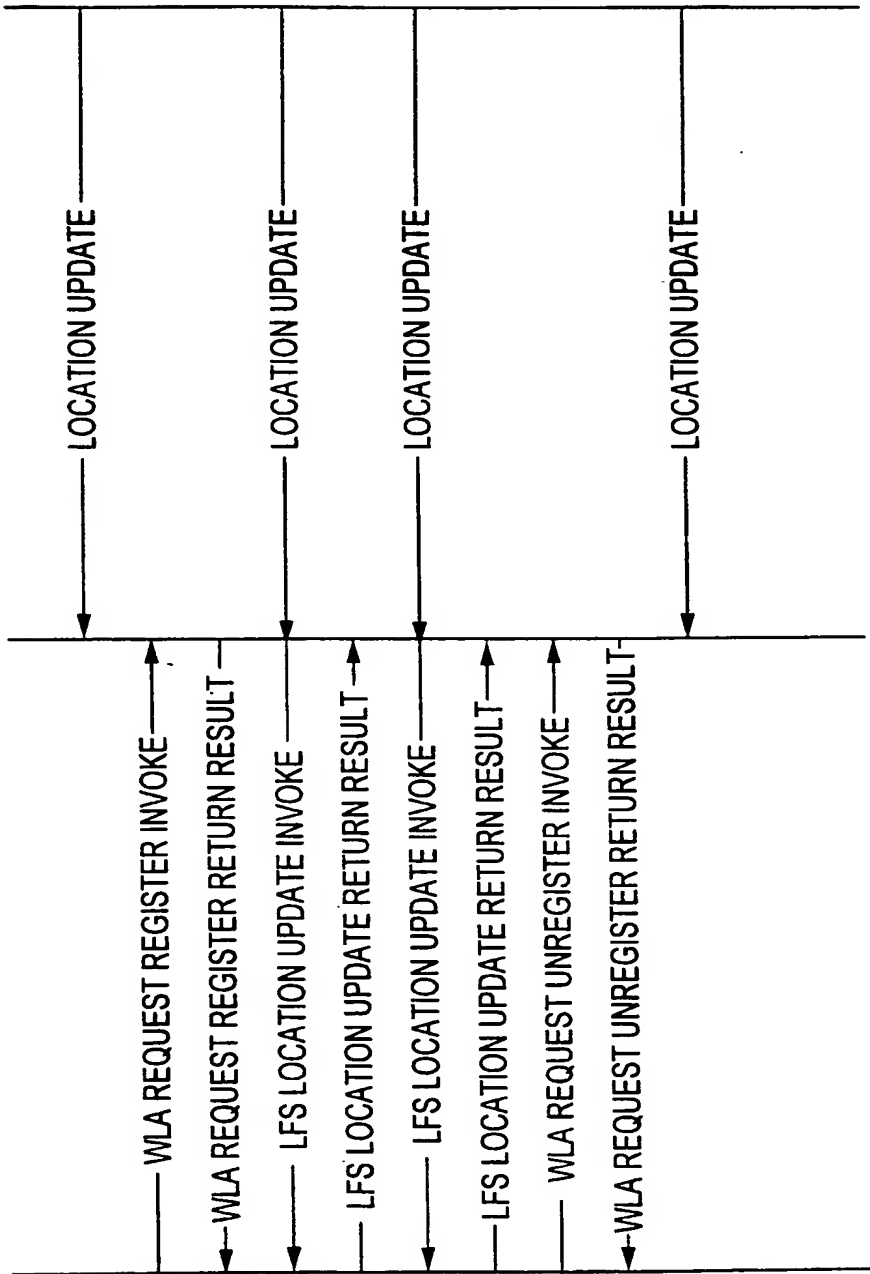 LOCATION UPDATE
WLA REQUEST REGISTER INVOKE
WLA REQUEST REGISTER RETURN RESULT
LOCATION UPDATE
LFS LOCATION UPDATE INVOKE
LFS LOCATION UPDATE RETURN RESULT
LOCATION UPDATE
LFS LOCATION UPDATE INVOKE
LFS LOCATION UPDATE RETURN RESULT
WLA REQUEST UNREGISTER INVOKE
WLA REQUEST UNREGISTER RETURN RESULT
LOCATION UPDATE